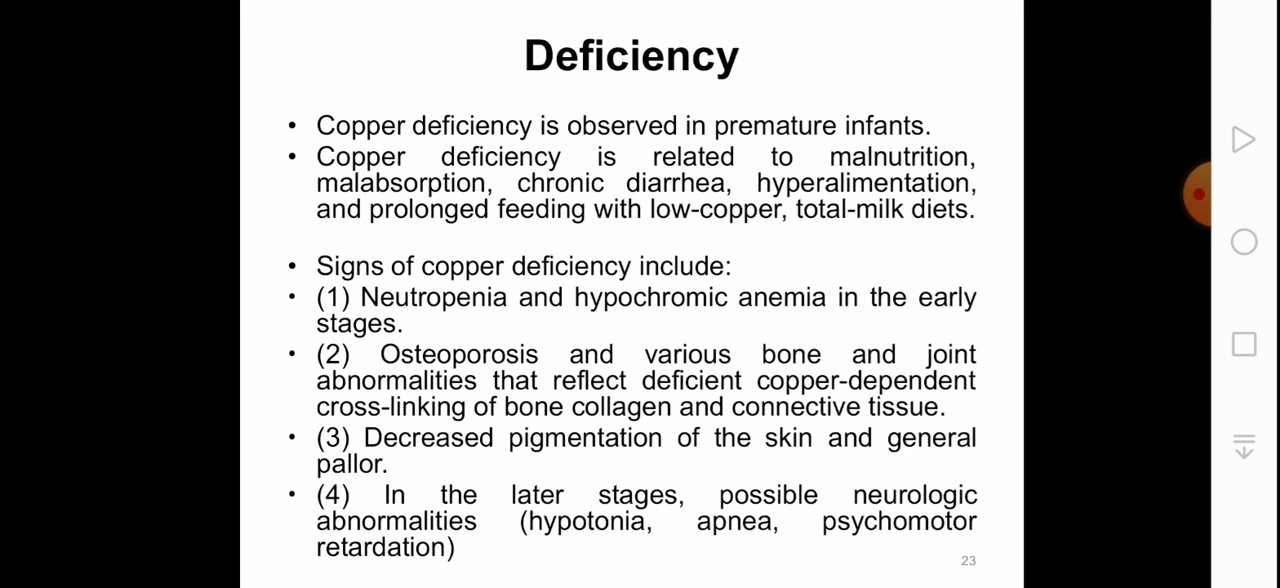 Deficiency
• Copper deficiency is observed in premature infants.
• Copper deficiency is related to malnutrition,
malabsorption, chronic diarrhea, hyperalimentation,
and prolonged feeding with low-copper, total-milk diets.
• Signs of copper deficiency include:
• (1) Neutropenia and hypochromic anemia in the early
stages.
• (2) Osteoporosis and various bone and joint
abnormalities that reflect deficient copper-dependent
cross-linking of bone collagen and connective tissue.
• (3) Decreased pigmentation of the skin and general
pallor.
• (4) In the later stages, possible neurologic
abnormalities (hypotonia, apnea, psychomotor
retardation)
23